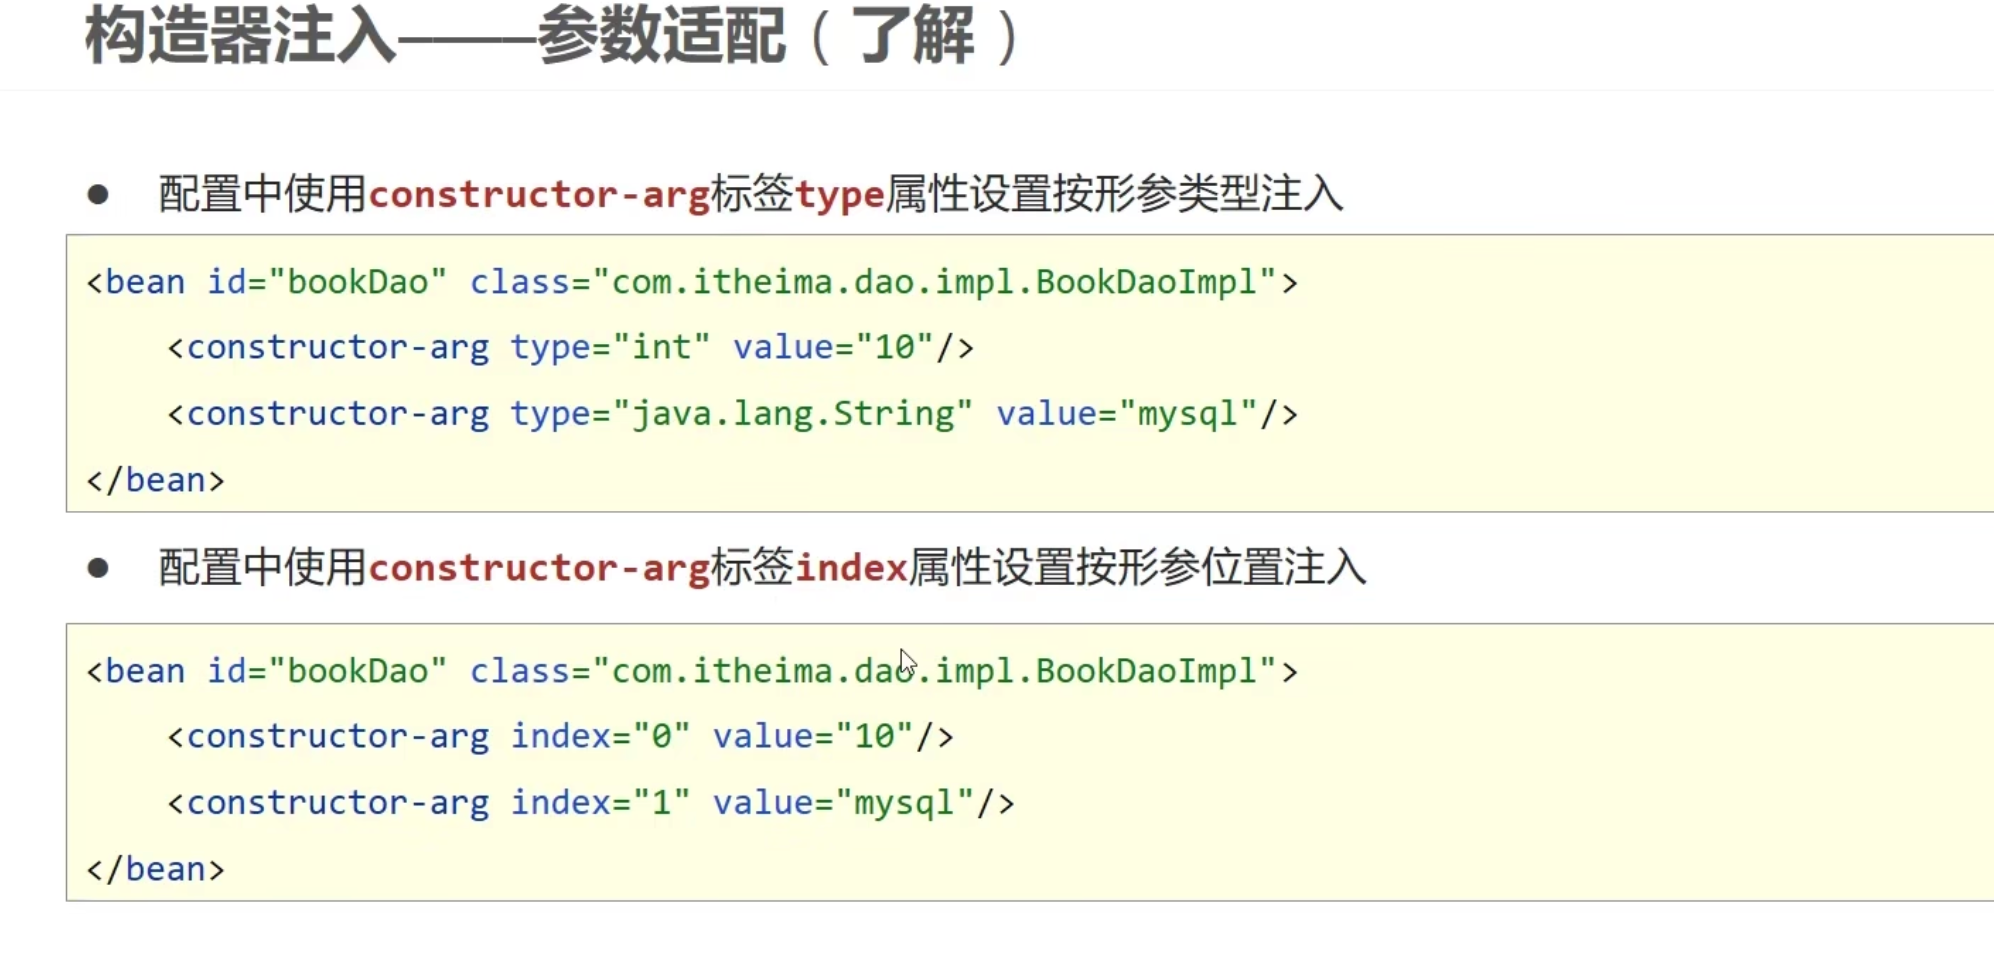 构造器注入——参数适配（了解）
● 配置中使用constructor-arg标签type属性设置按形参类型注入
<bean id="bookDao" class="com.itheima.dao.impl.BookDaoImpl">
    <constructor-arg type="int" value="10"/>
    <constructor-arg type="java.lang.String" value="mysql"/>
</bean>
● 配置中使用constructor-arg标签index属性设置按形参位置注入
<bean id="bookDao" class="com.itheima.dao.impl.BookDaoImpl">
    <constructor-arg index="0" value="10"/>
    <constructor-arg index="1" value="mysql"/>
</bean>